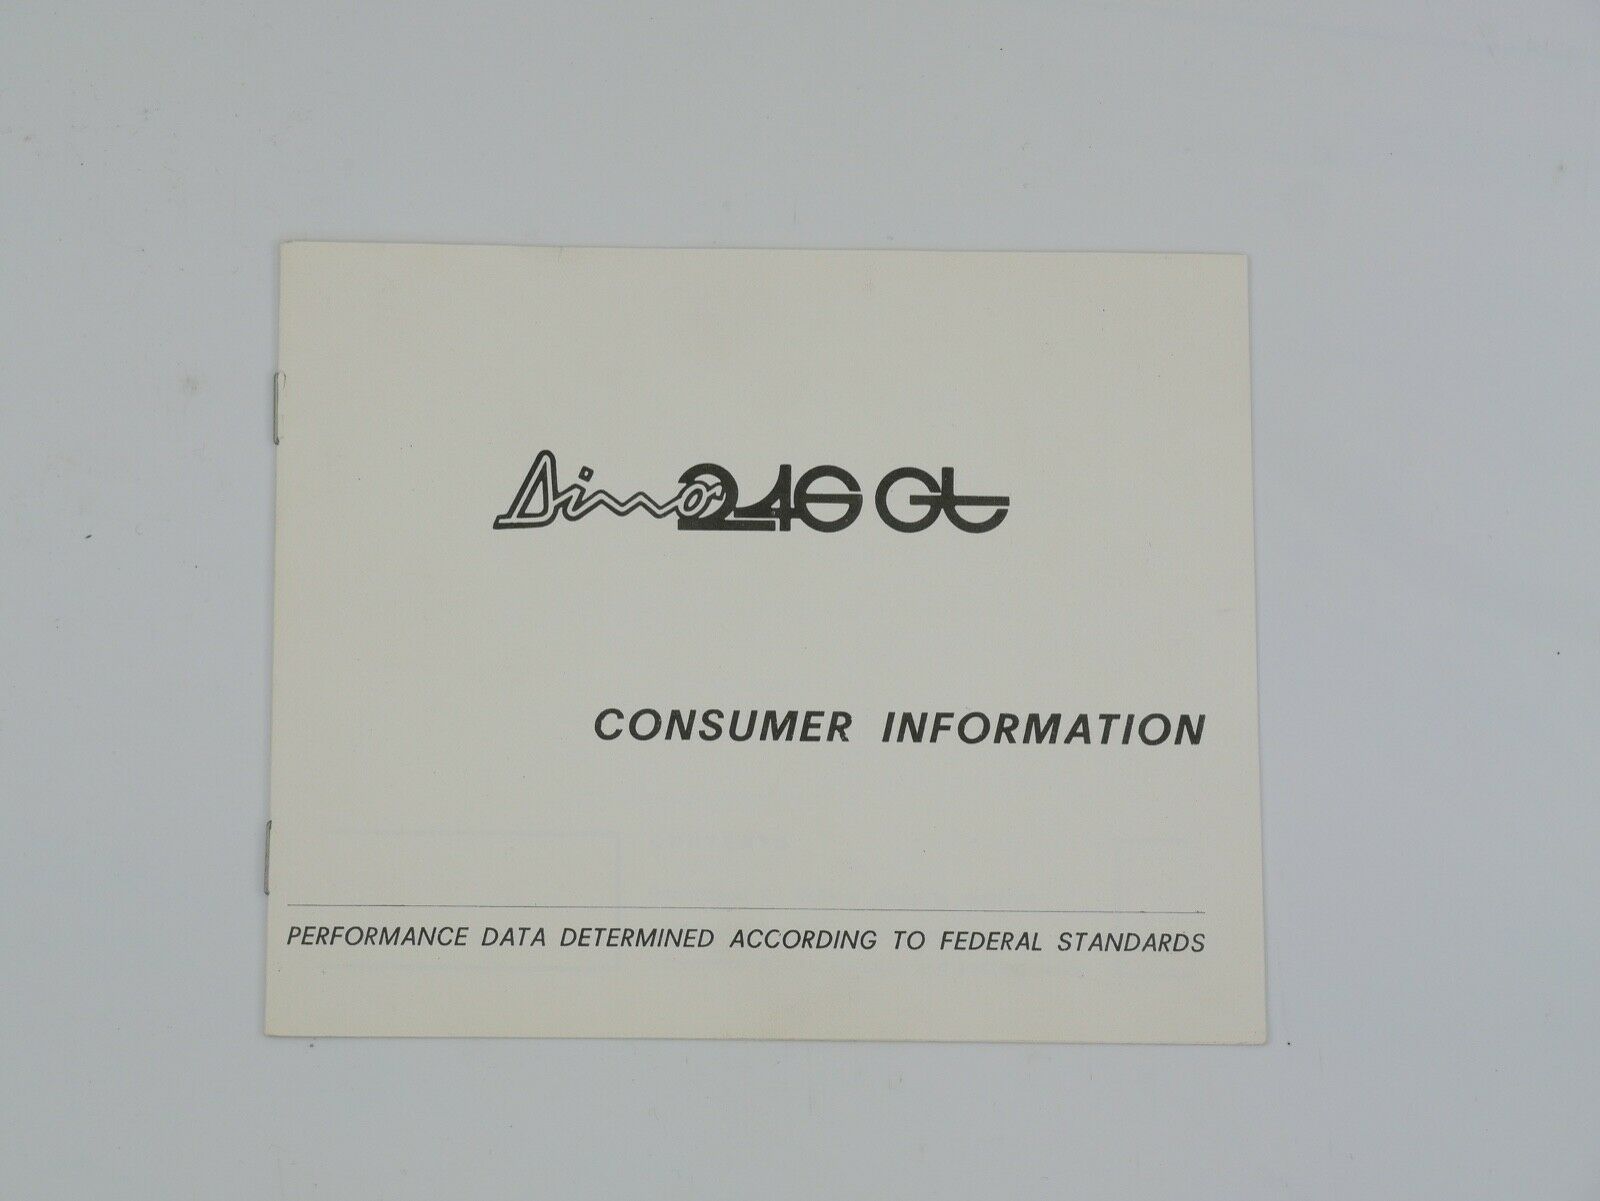 Dino 246 Gt
CONSUMER INFORMATION
PERFORMANCE DATA DETERMINED ACCORDING TO FEDERAL STANDARDS